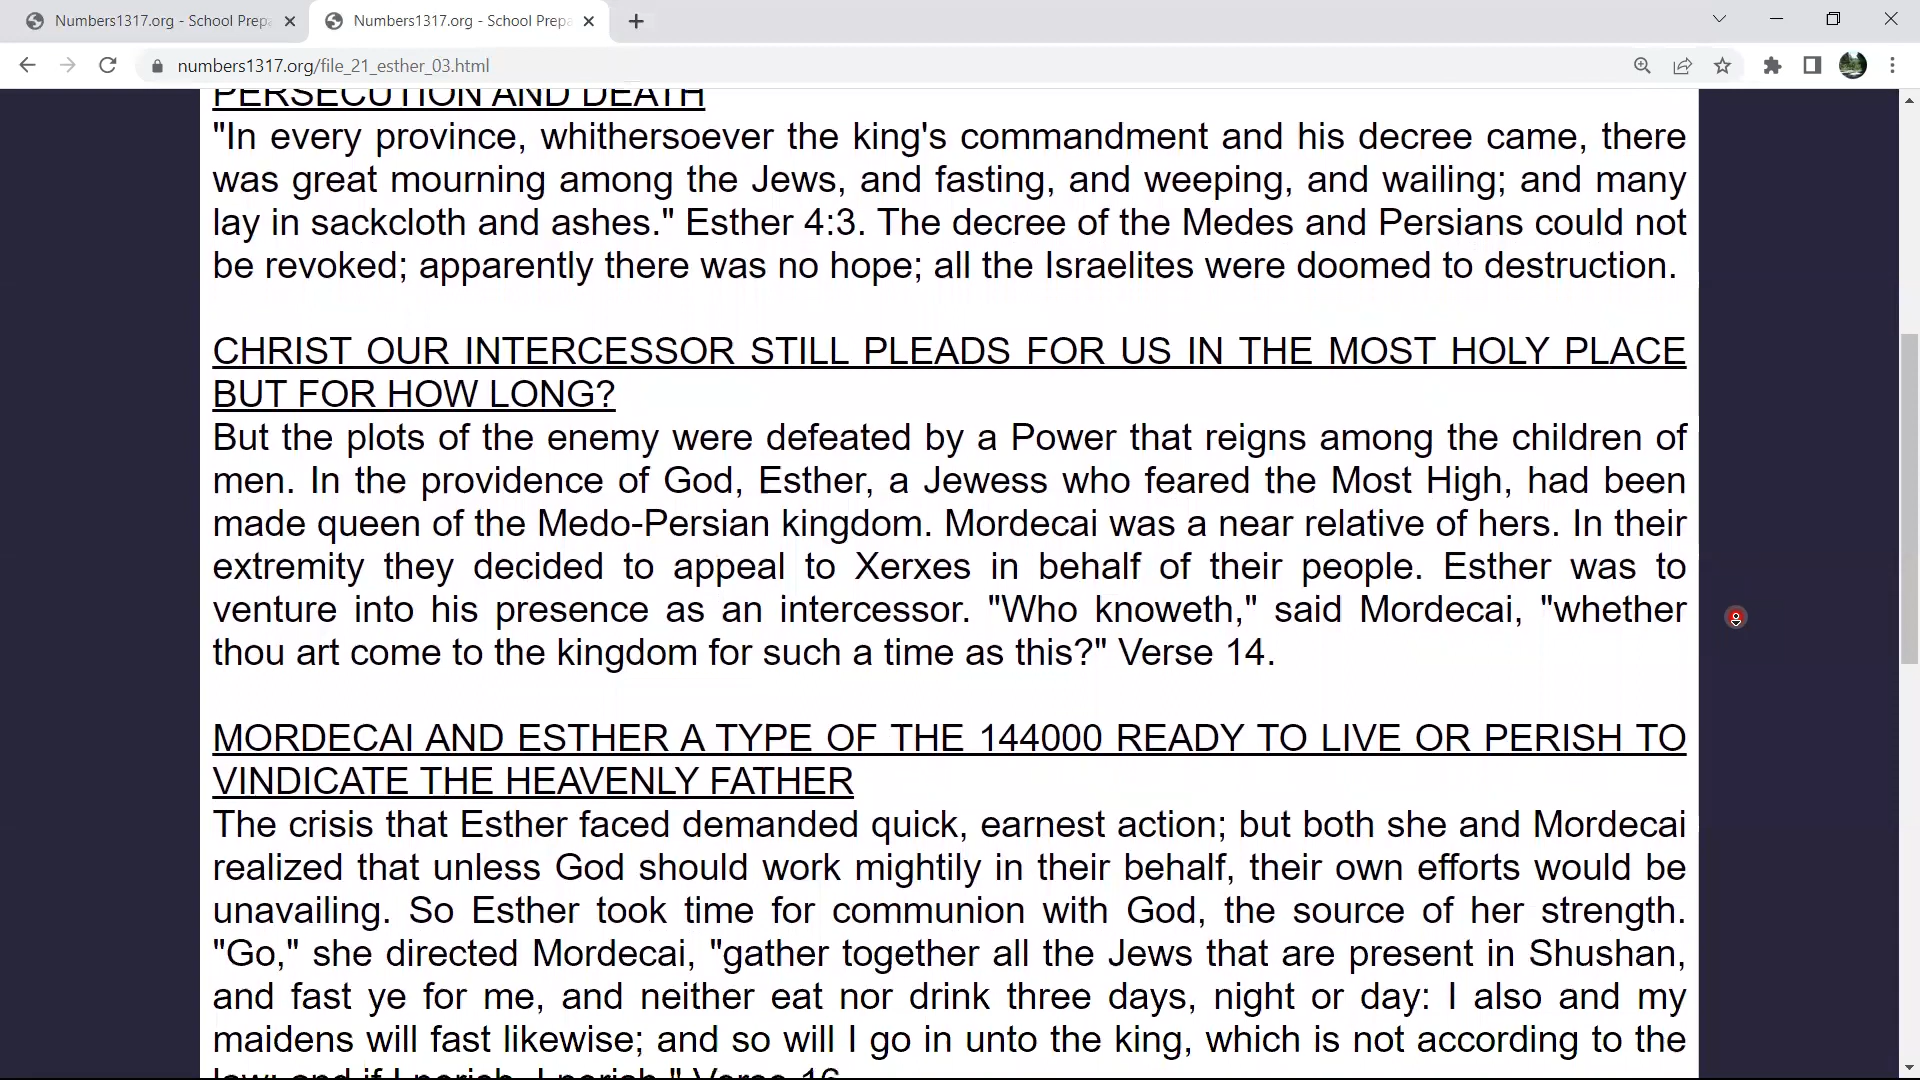 Numbers1317.org - School Prep
Numbers1317.org - School Prep
numbers1317.org/file_21_esther_03.html
PERSECUTION AND DEATH
"In every province, whithersoever the king's commandment and his decree came, there
was great mourning among the Jews, and fasting, and weeping, and wailing; and many
lay in sackcloth and ashes." Esther 4:3. The decree of the Medes and Persians could not
be revoked; apparently there was no hope; all the Israelites were doomed to destruction.
CHRIST OUR INTERCESSOR STILL PLEADS FOR US IN THE MOST HOLY PLACE
BUT FOR HOW LONG?
But the plots of the enemy were defeated by a Power that reigns among the children of
men. In the providence of God, Esther, a Jewess who feared the Most High, had been
made queen of the Medo-Persian kingdom. Mordecai was a near relative of hers. In their
extremity they decided to appeal to Xerxes in behalf of their people. Esther was to
venture into his presence as an intercessor. "Who knoweth," said Mordecai, "whether
thou art come to the kingdom for such a time as this?" Verse 14.
MORDECAI AND ESTHER A TYPE OF THE 144000 READY TO LIVE OR PERISH TO
VINDICATE THE HEAVENLY FATHER
The crisis that Esther faced demanded quick, earnest action; but both she and Mordecai
realized that unless God should work mightily in their behalf, their own efforts would be
unavailing. So Esther took time for communion with God, the source of her strength.
"Go," she directed Mordecai, "gather together all the Jews that are present in Shushan,
and fast ye for me, and neither eat nor drink three days, night or day: I also and my
maidens will fast likewise; and so will I go in unto the king, which is not according to the
law: and if I perish, I perish." Verse 16.